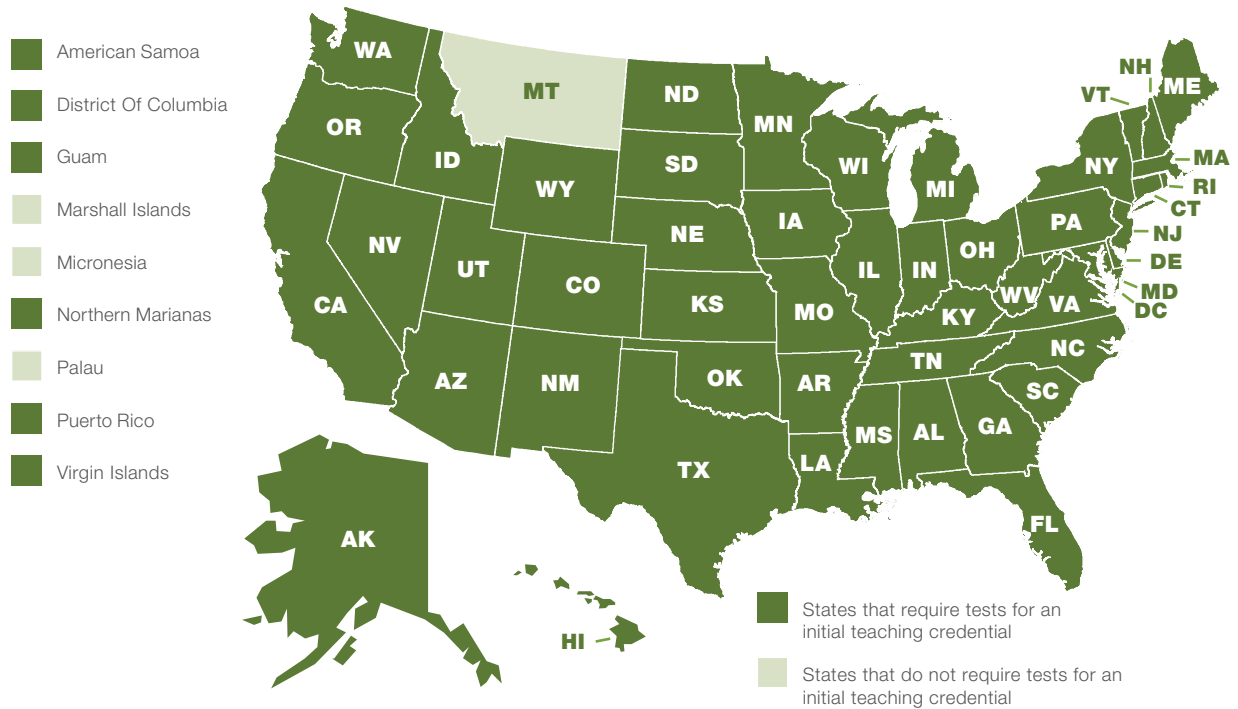 American Samoa
District Of Columbia
Guam
Marshall Islands
Micronesia
Northern Marianas
Palau
Puerto Rico
Virgin Islands
WA
OR
ID
MT
ND
SD
MN
WI
MI
WY
NE
IA
NV
UT
CO
CA
KS
MO
IL
IN
OH
PA
NY
VT
NH
ME
MA
RI
CT
NJ
DE
MD
DC
WV
VA
KY
NC
TN
SC
AZ
NM
OK
AR
MS
AL
GA
LA
TX
FL
AK
HI
States that require tests for an
initial teaching credential
States that do not require tests for an
initial teaching credential